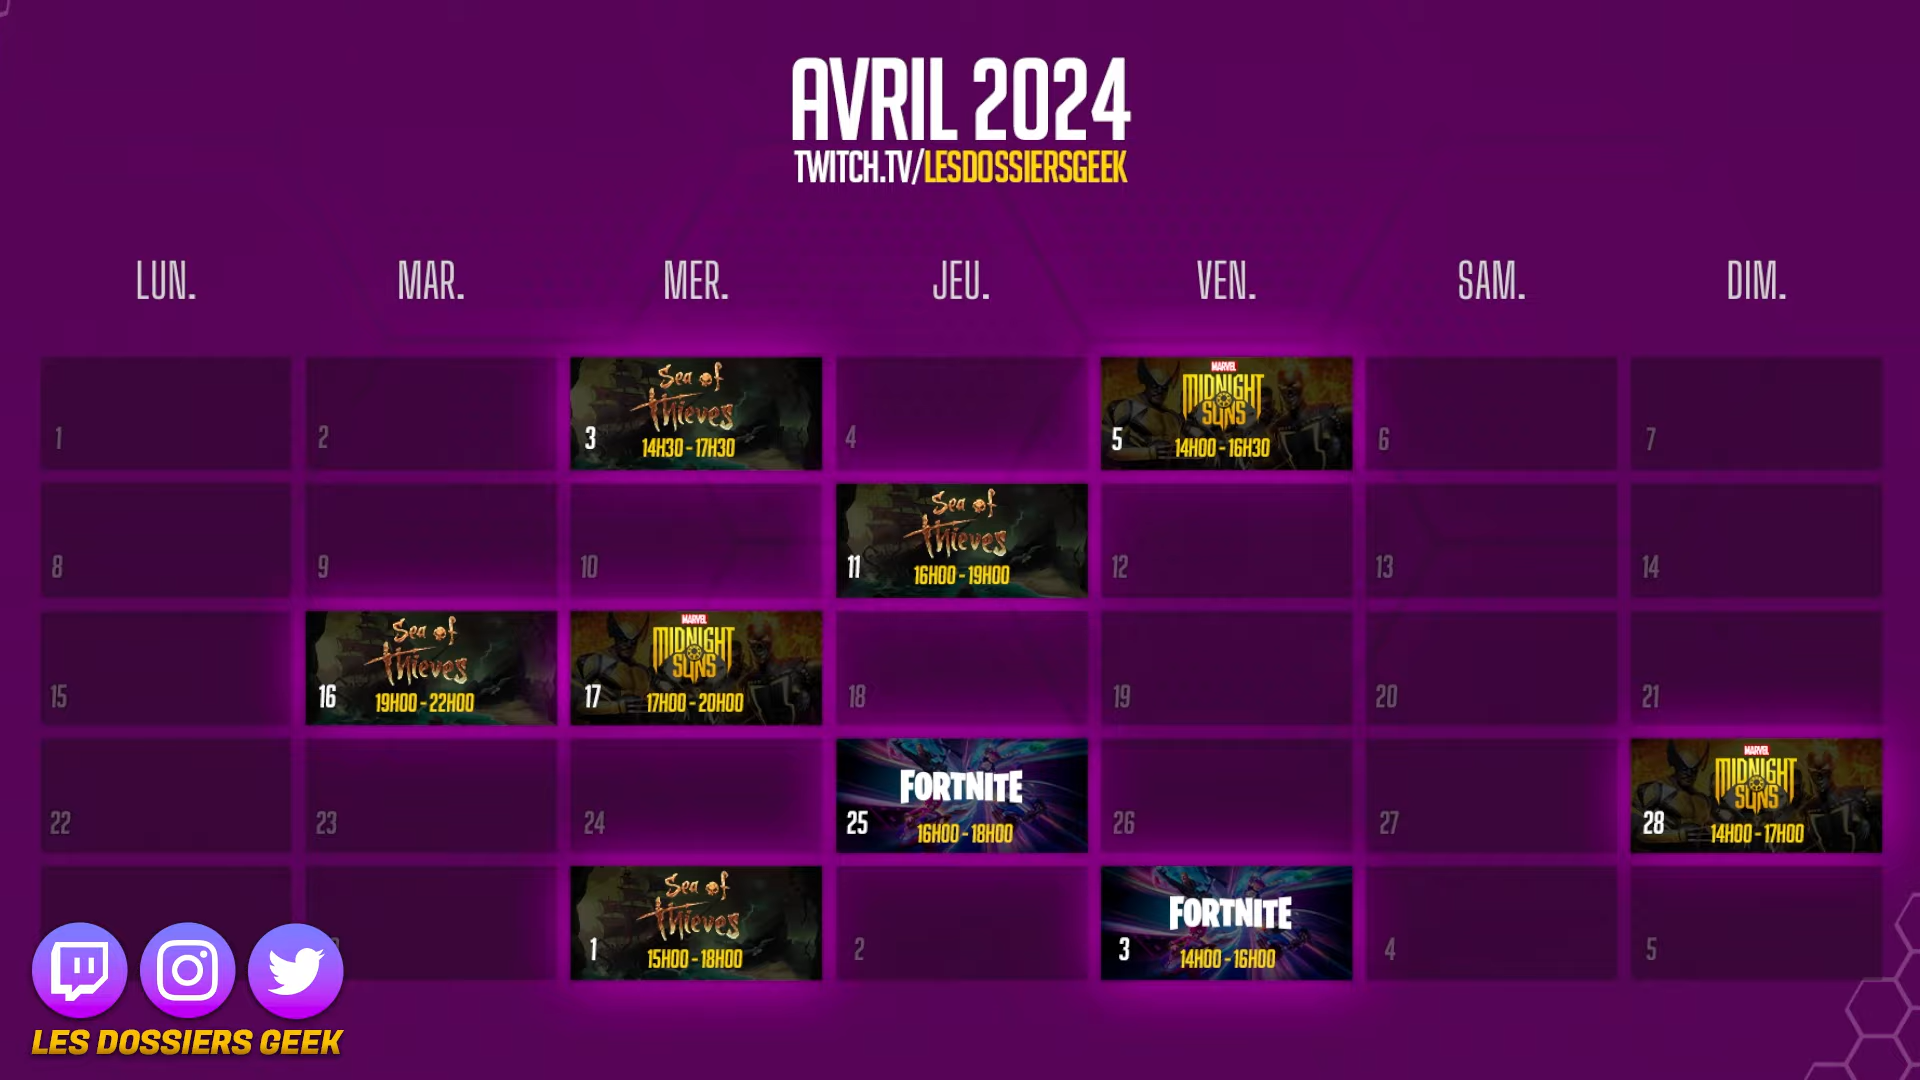 AVRIL 2024
TWITCH.TV/LESDOSSIERSGEEK
LUN. MAR. MER. JEU. VEN. SAM. DIM.
1
2
Sea of
Thieves
3
14H30 - 17H30
4
MARVEL
MIDNIGHT
SUNS
5
14H00 - 16H30
6
7
8
9
10
Sea of
Thieves
11
16H00 - 19H00
12
13
14
15
Sea of
Thieves
16
19H00 - 22H00
MARVEL
MIDNIGHT
SUNS
17
17H00 - 20H00
18
19
20
21
22
23
24
FORTNITE
25
16H00 - 18H00
26
27
MARVEL
MIDNIGHT
SUNS
28
14H00 - 17H00
Sea of
Thieves
1
15H00 - 18H00
2
FORTNITE
3
14H00 - 16H00
4
5
LES DOSSIERS GEEK